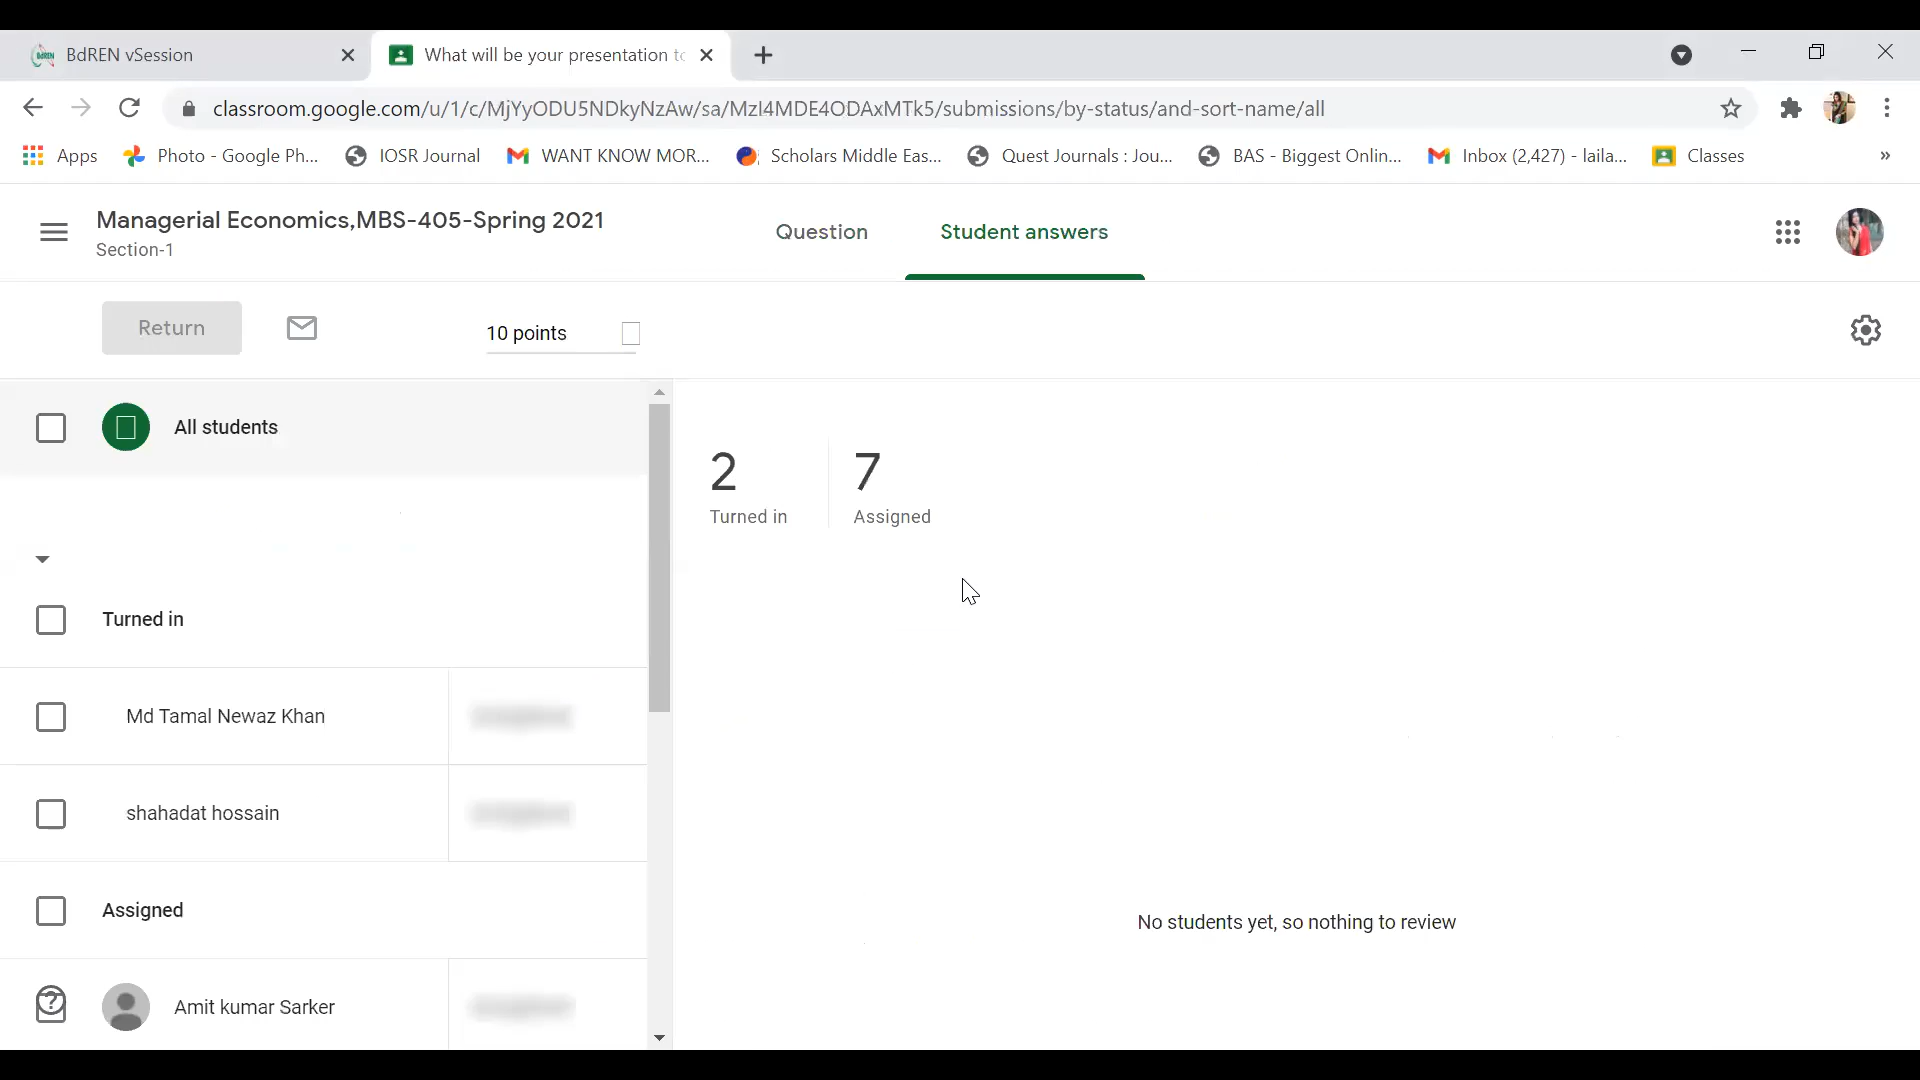 BdREN vSession
What will be your presentation to
classroom.google.com/u/1/c/MjYyODU5NDkyNzAw/sa/MzI4MDE4ODAxMTk5/submissions/by-status/and-sort-name/all
Apps Photo - Google Ph... IOSR Journal WANT KNOW MOR... Scholars Middle Eas... Quest Journals : Jou... BAS - Biggest Onlin... Inbox (2,427) - laila... Classes »
Managerial Economics,MBS-405-Spring 2021
Section-1
Question
Student answers
Return
10 points
All students
2
Turned in
7
Assigned
Turned in
Md Tamal Newaz Khan
shahadat hossain
Assigned
Amit kumar Sarker
No students yet, so nothing to review